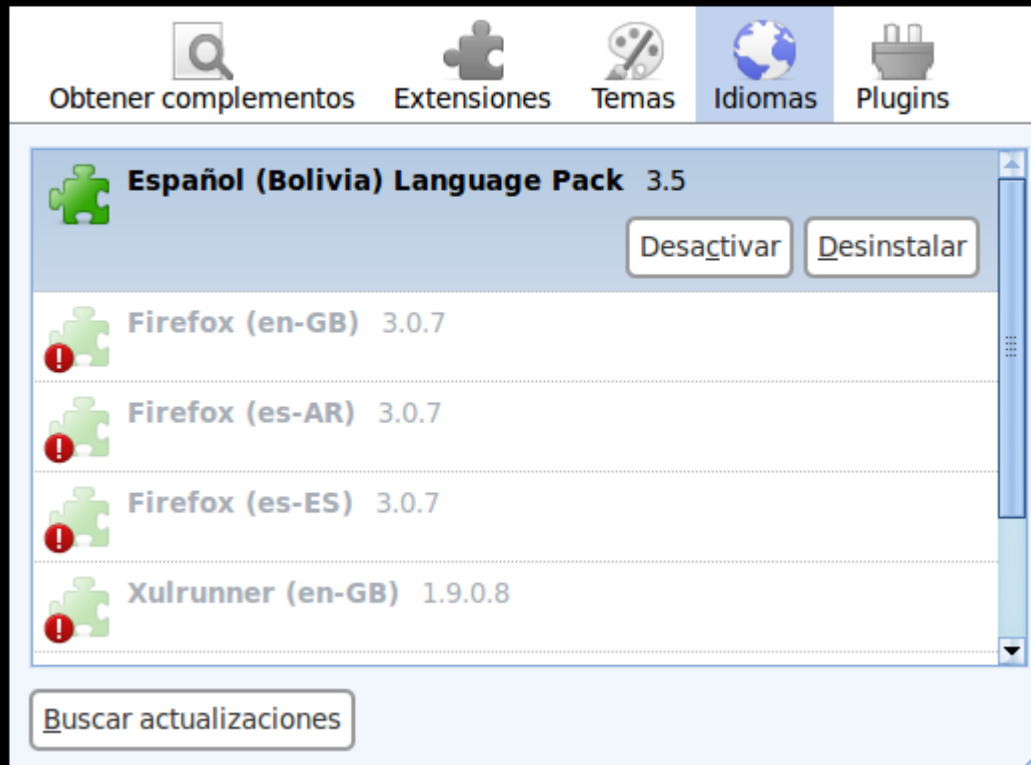 Obtener complementos Extensiones Temas Idiomas Plugins
Español (Bolivia) Language Pack 3.5
Desactivar Desinstalar
Firefox (en-GB) 3.0.7
Firefox (es-AR) 3.0.7
Firefox (es-ES) 3.0.7
Xulrunner (en-GB) 1.9.0.8
Buscar actualizaciones